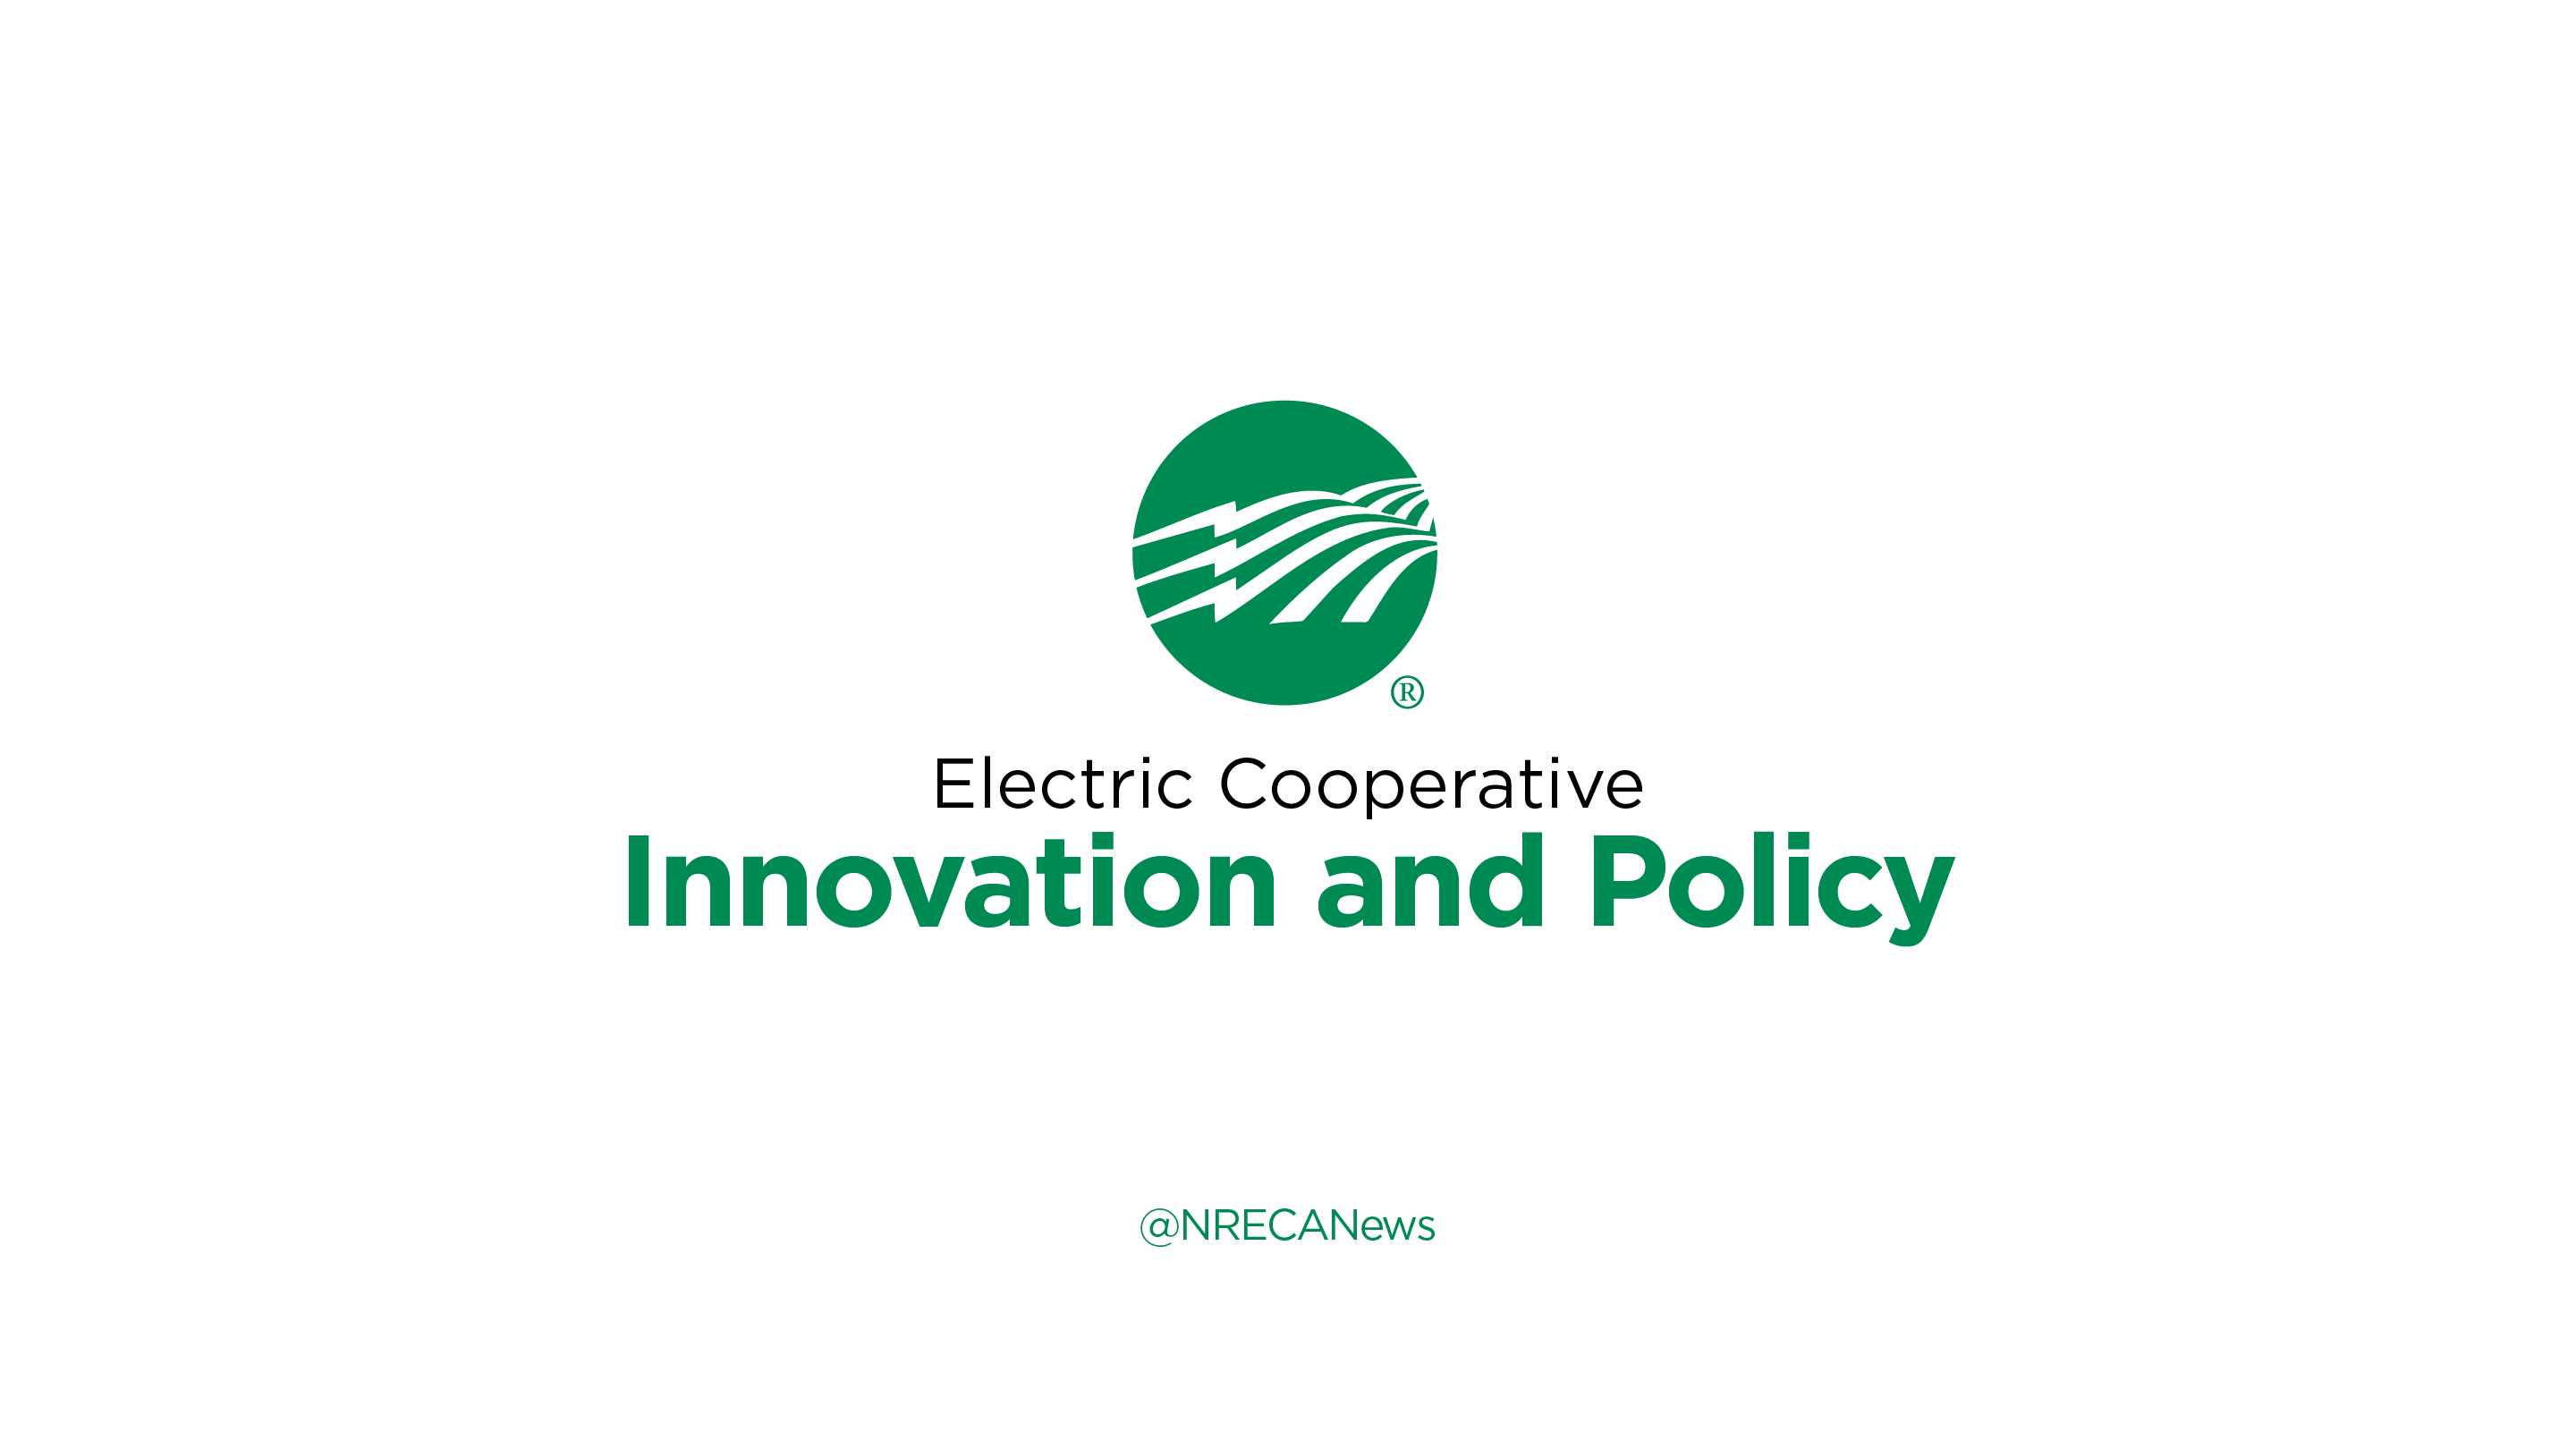 ®
Electric Cooperative
Innovation and Policy
@NRECANews